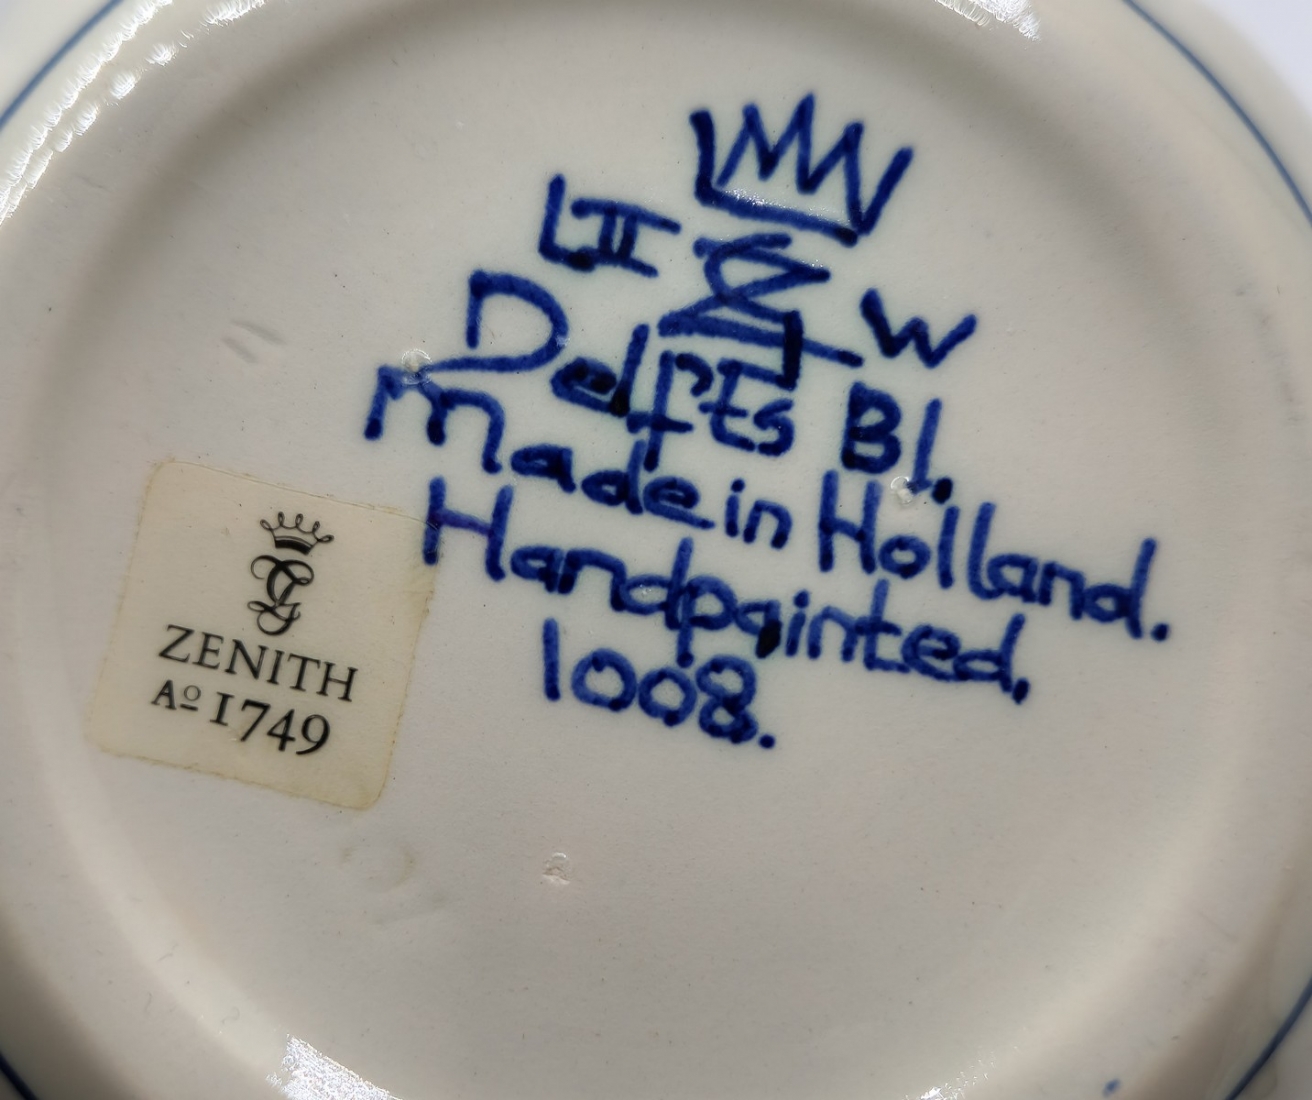 LII W
Delfts Bl.
Made in Holland.
Handpainted.
1008.
ZENITH
Aº 1749